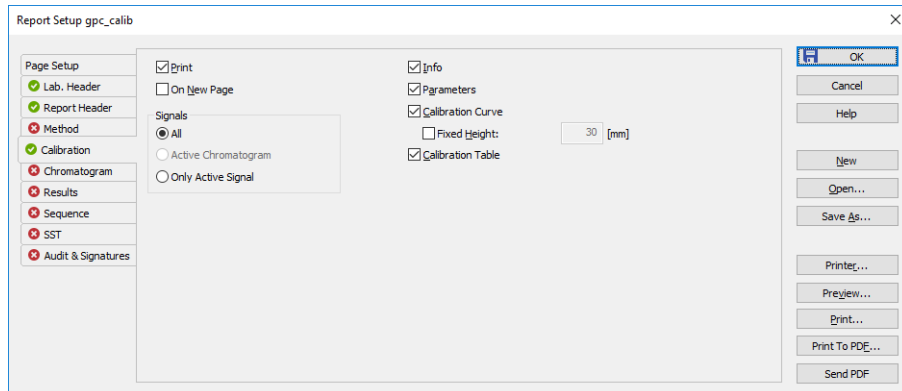 Report Setup gpc_calib
Page Setup
Lab. Header
Report Header
Method
Calibration
Chromatogram
Results
Sequence
SST
Audit & Signatures
Print
On New Page
Signals
All
Active Chromatogram
Only Active Signal
Info
Parameters
Calibration Curve
Fixed Height: 30 [mm]
Calibration Table
OK
Cancel
Help
New
Open...
Save As...
Printer...
Preview...
Print...
Print To PDF...
Send PDF